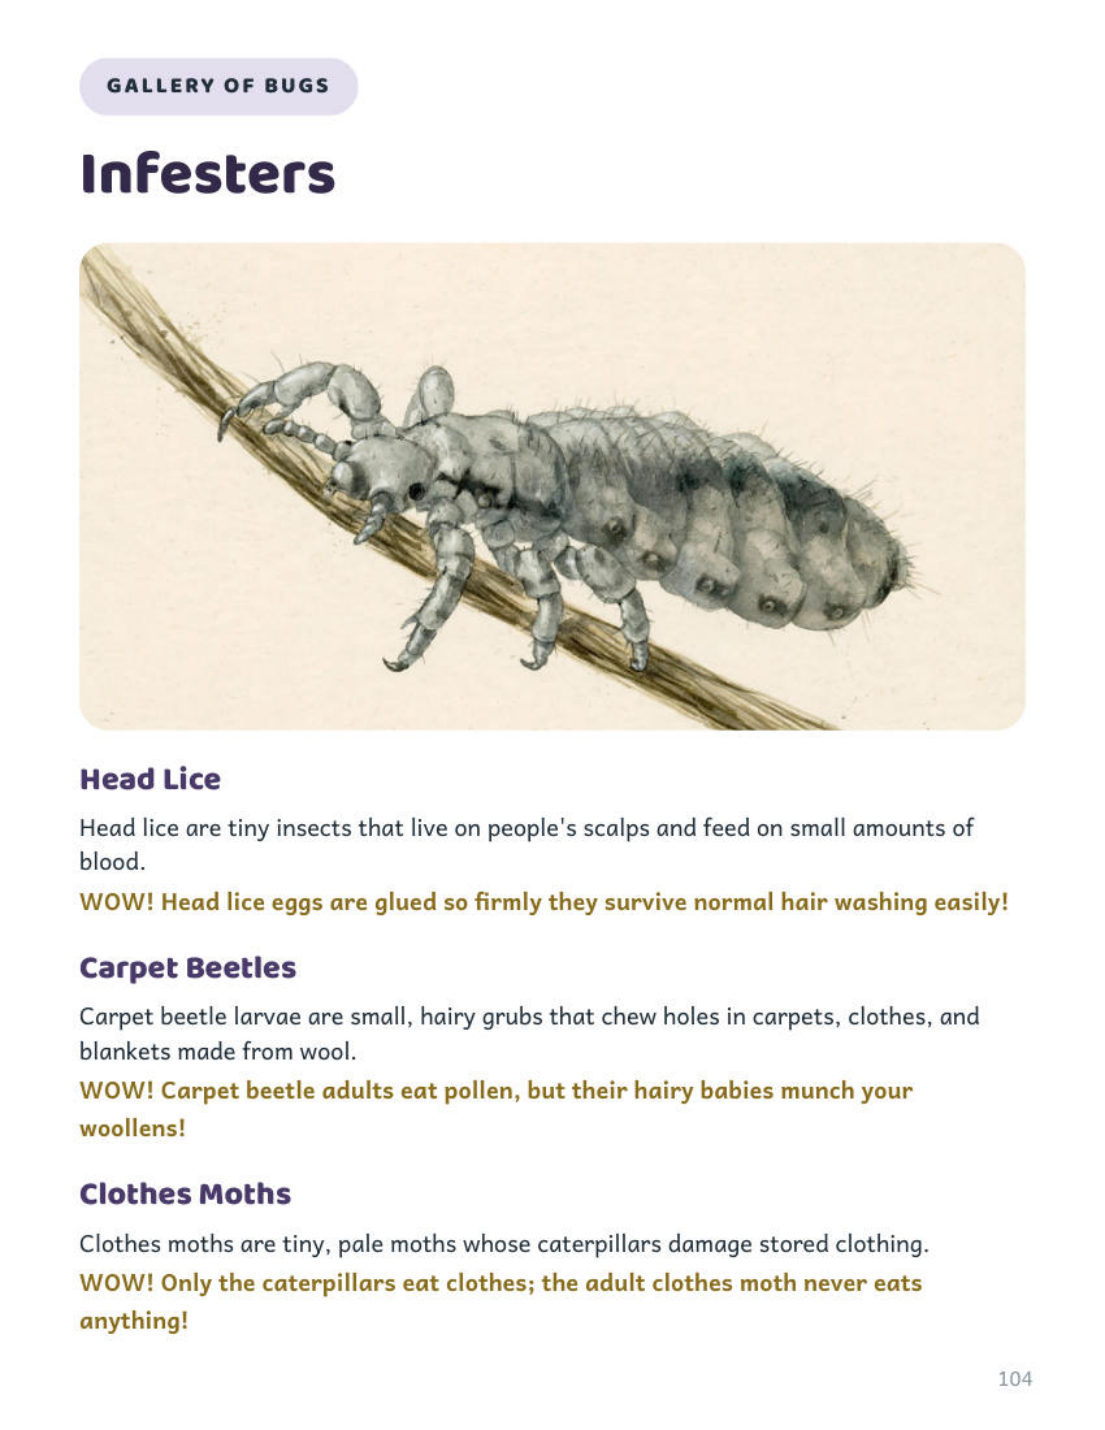 GALLERY OF BUGS
Infesters
Head Lice
Head lice are tiny insects that live on people's scalps and feed on small amounts of
blood.
WOW! Head lice eggs are glued so firmly they survive normal hair washing easily!
Carpet Beetles
Carpet beetle larvae are small, hairy grubs that chew holes in carpets, clothes, and
blankets made from wool.
WOW! Carpet beetle adults eat pollen, but their hairy babies munch your
woollens!
Clothes Moths
Clothes moths are tiny, pale moths whose caterpillars damage stored clothing.
WOW! Only the caterpillars eat clothes; the adult clothes moth never eats
anything!
104